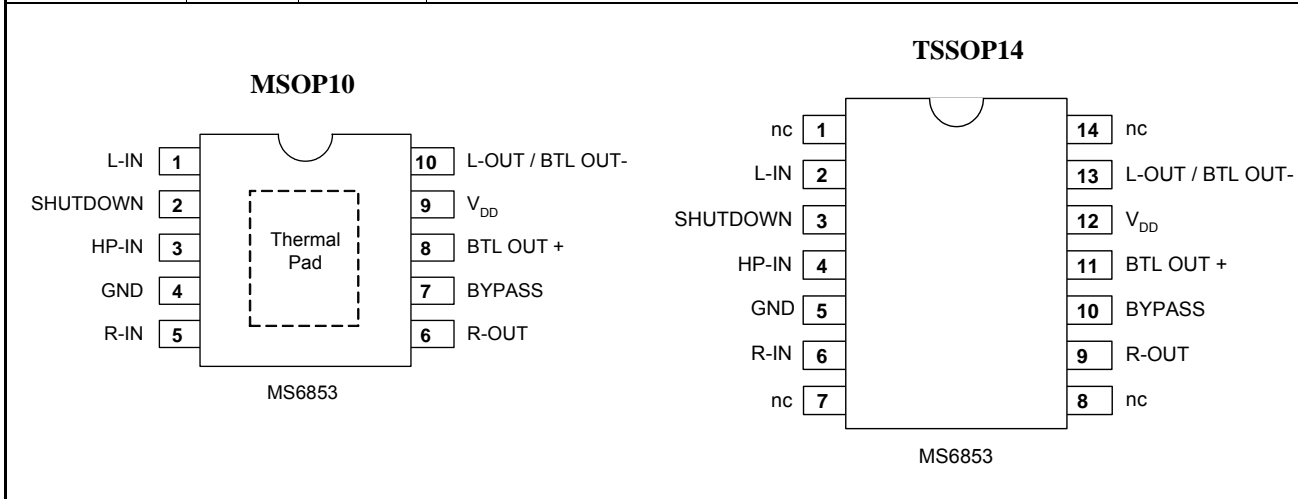 MSOP10
L-IN 1
SHUTDOWN 2
HP-IN 3
GND 4
R-IN 5
10 L-OUT / BTL OUT-
9 VDD
8 BTL OUT +
7 BYPASS
6 R-OUT
Thermal
Pad
MS6853
TSSOP14
nc 1
L-IN 2
SHUTDOWN 3
HP-IN 4
GND 5
R-IN 6
nc 7
14 nc
13 L-OUT / BTL OUT-
12 VDD
11 BTL OUT +
10 BYPASS
9 R-OUT
8 nc
MS6853